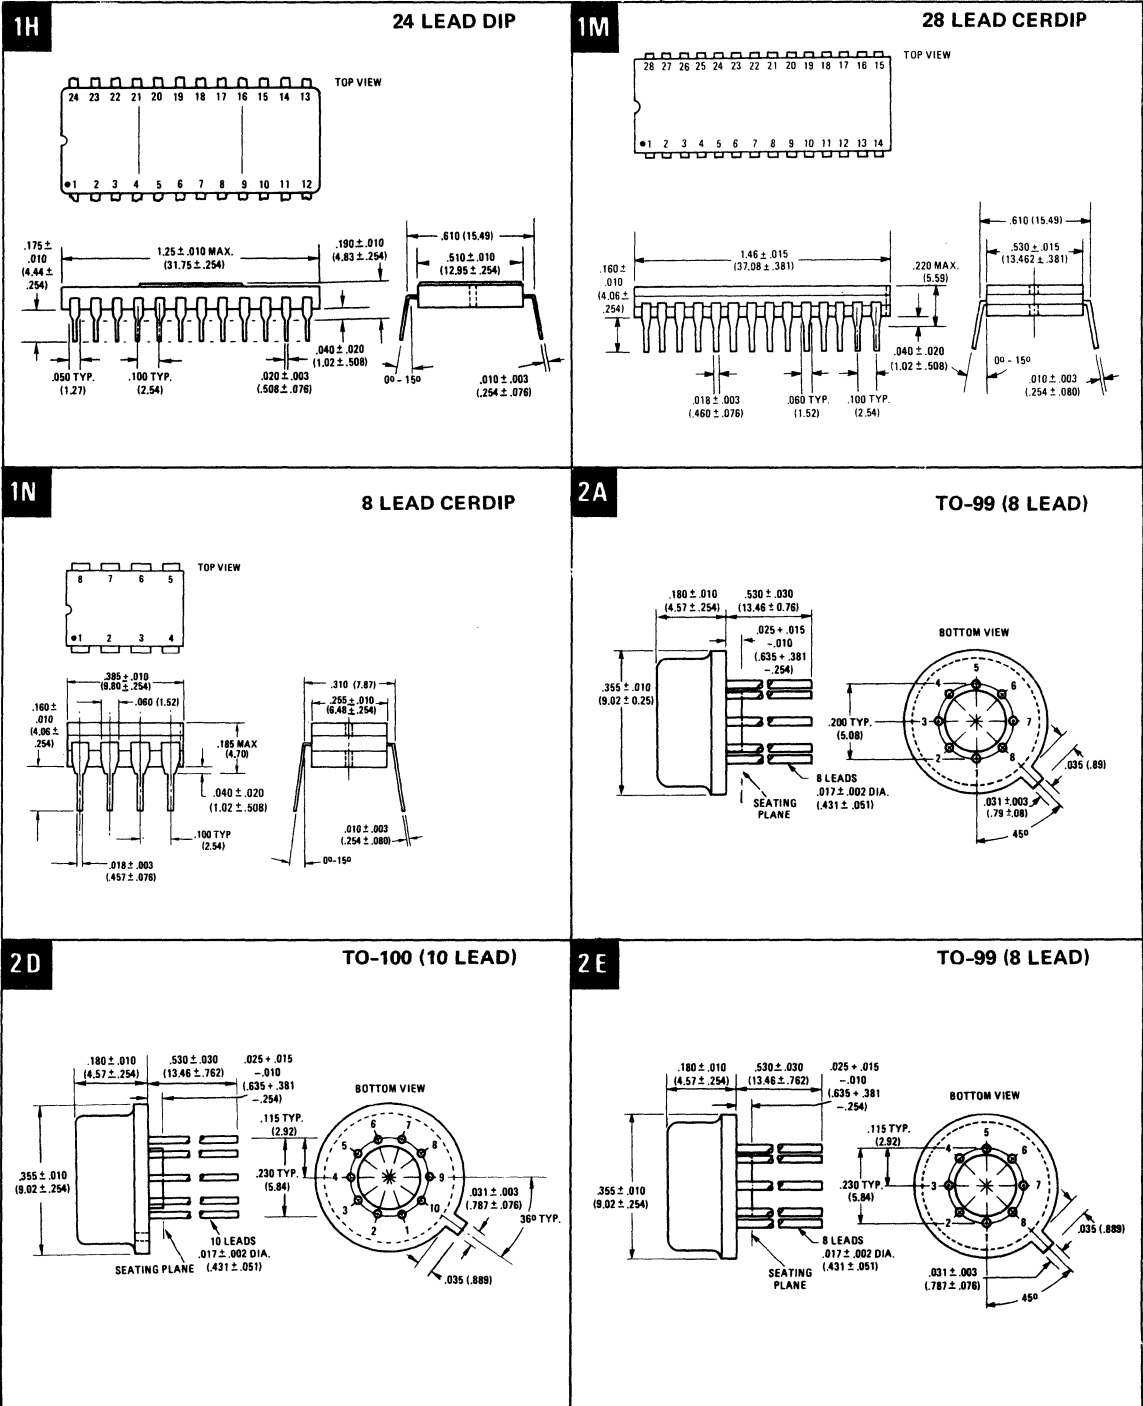 1H
24 LEAD DIP
TOP VIEW
24 23 22 21 20 19 18 17 16 15 14 13
1 2 3 4 5 6 7 8 9 10 11 12
.175 ±
.010
(4.44 ±
.254)
1.25 ± .010 MAX.
(31.75 ± .254)
.190 ± .010
(4.83 ± .254)
.610 (15.49)
.510 ± .010
(12.95 ± .254)
.050 TYP.
(1.27)
.100 TYP.
(2.54)
.020 ± .003
(.508 ± .076)
.040 ± .020
(1.02 ± .508)
0º - 15º
.010 ± .003
(.254 ± .076)
1M
28 LEAD CERDIP
TOP VIEW
28 27 26 25 24 23 22 21 20 19 18 17 16 15
1 2 3 4 5 6 7 8 9 10 11 12 13 14
.160 ±
.010
(4.06 ±
.254)
1.46 ± .015
(37.08 ± .381)
.220 MAX.
(5.59)
.610 (15.49)
.530 ± .015
(13.462 ± .381)
.018 ± .003
(.460 ± .076)
.060 TYP.
(1.52)
.100 TYP.
(2.54)
.040 ± .020
(1.02 ± .508)
0º - 15º
.010 ± .003
(.254 ± .080)
1N
8 LEAD CERDIP
TOP VIEW
8 7 6 5
1 2 3 4
.385 ± .010
(9.80 ± .254)
.060 (1.52)
.160 ±
.010
(4.06 ±
.254)
.185 MAX
(4.70)
.040 ± .020
(1.02 ± .508)
.100 TYP
(2.54)
.018 ± .003
(.457 ± .076)
.310 (7.87)
.255 ± .010
(6.48 ± .254)
.010 ± .003
(.254 ± .080)
0º-15º
2A
TO-99 (8 LEAD)
.180 ± .010
(4.57 ± .254)
.530 ± .030
(13.46 ± 0.76)
.025 + .015
-.010
(.635 + .381
-.254)
.355 ± .010
(9.02 ± 0.25)
SEATING
PLANE
8 LEADS
.017 ± .002 DIA.
(.431 ± .051)
BOTTOM VIEW
5
4 6
3 7
2 8
1
.200 TYP.
(5.08)
.035 (.89)
.031 ±.003
(.79 ±.08)
45º
2D
TO-100 (10 LEAD)
.180 ± .010
(4.57 ± .254)
.530 ± .030
(13.46 ± .762)
.025 + .015
-.010
(.635 + .381
-.254)
.355 ± .010
(9.02 ± .254)
.115 TYP.
(2.92)
.230 TYP.
(5.84)
SEATING PLANE
10 LEADS
.017 ± .002 DIA.
(.431 ± .051)
BOTTOM VIEW
6 7
5 8
4 9
3 10
2 1
.031 ± .003
(.787 ± .076)
36º TYP.
.035 (.889)
2E
TO-99 (8 LEAD)
.180 ± .010
(4.57 ± .254)
.530 ± .030
(13.46 ± .762)
.025 + .015
-.010
(.635 + .381
-.254)
.355 ± .010
(9.02 ± .254)
.115 TYP.
(2.92)
.230 TYP.
(5.84)
SEATING
PLANE
8 LEADS
.017 ± .002 DIA.
(.431 ± .051)
BOTTOM VIEW
5
4 6
3 7
2 8
1
.035 (.889)
.031 ± .003
(.787 ± .076)
45º